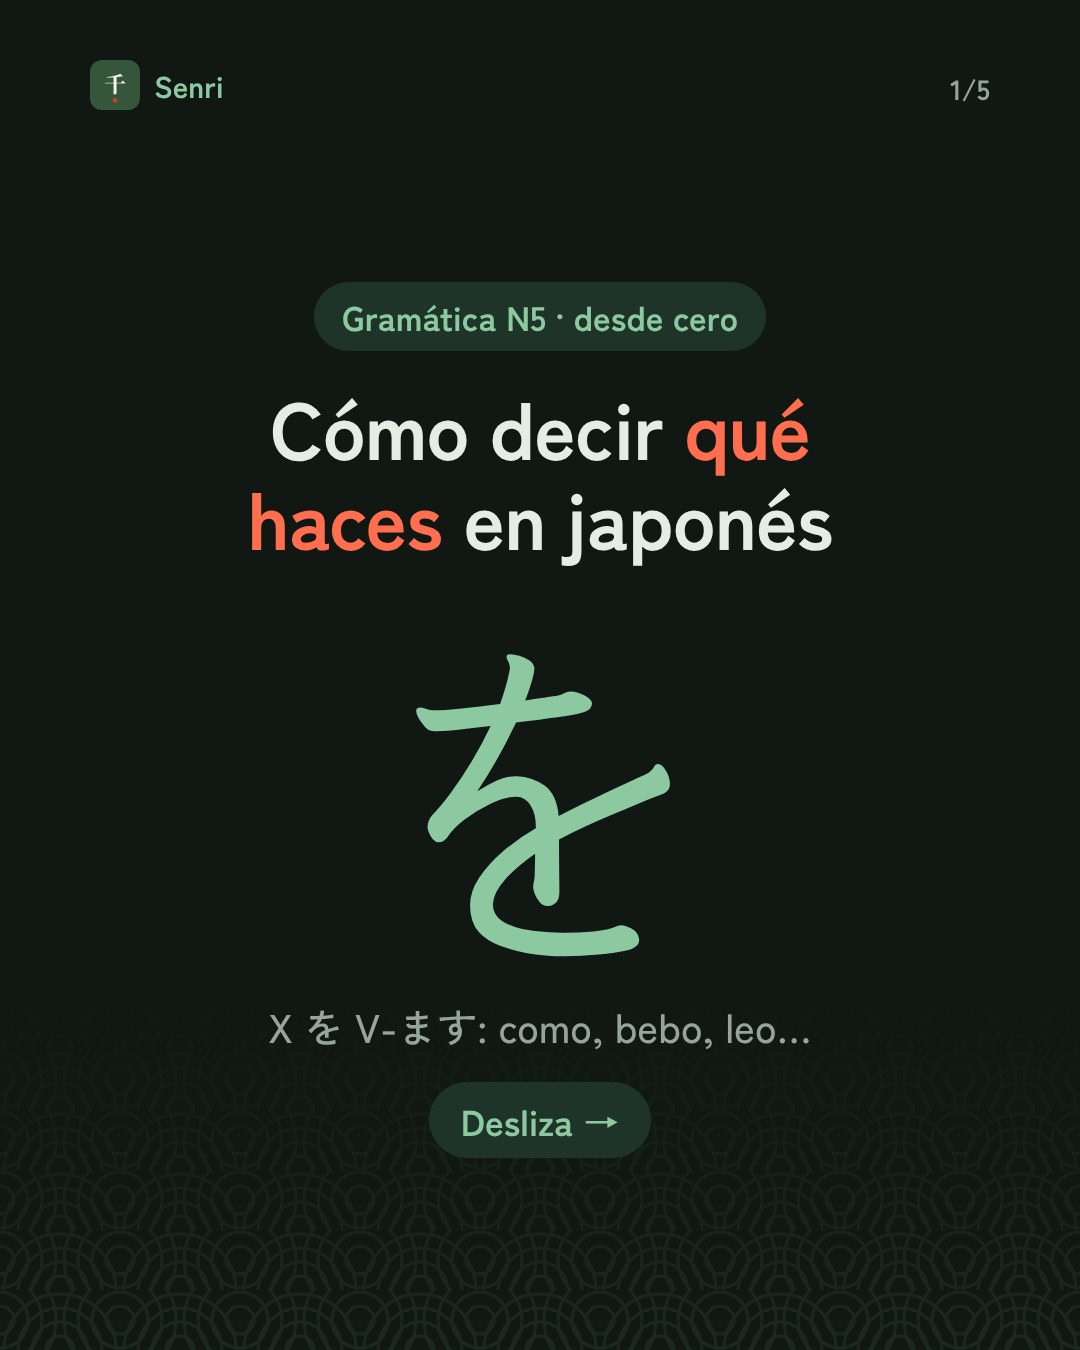 千 Senri
1/5
Gramática N5 · desde cero
Cómo decir qué
haces en japonés
を
X を V-ます: como, bebo, leo...
Desliza →